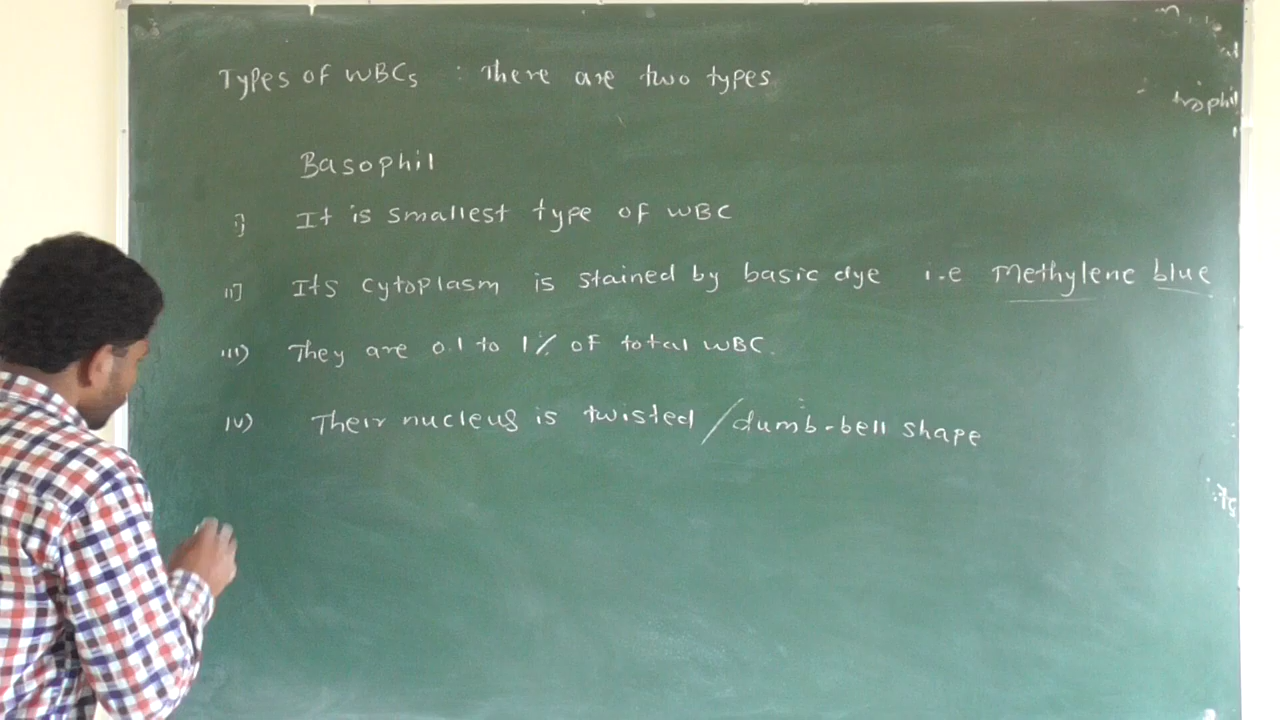 Types of WBCs : There are two types
Basophil
i] It is smallest type of WBC
ii] Its cytoplasm is stained by basic dye i.e Methylene blue
iii) They are 0.1 to 1% of total WBC.
iv) Their nucleus is twisted / dumb-bell shape
trophil